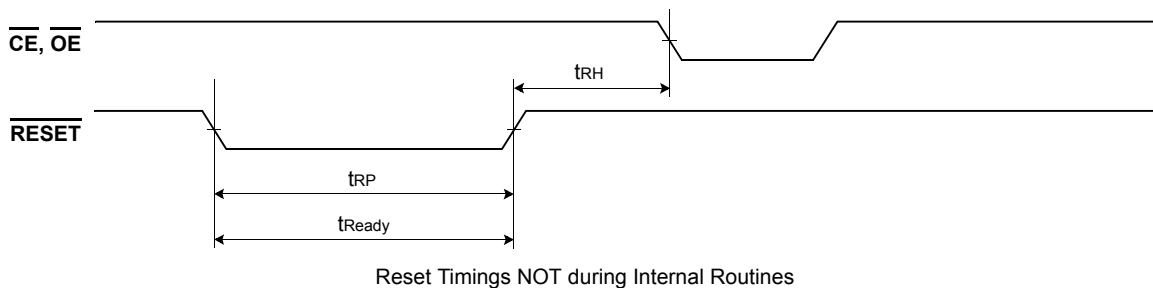 CE, OE
tRH
RESET
tRP
tReady
Reset Timings NOT during Internal Routines